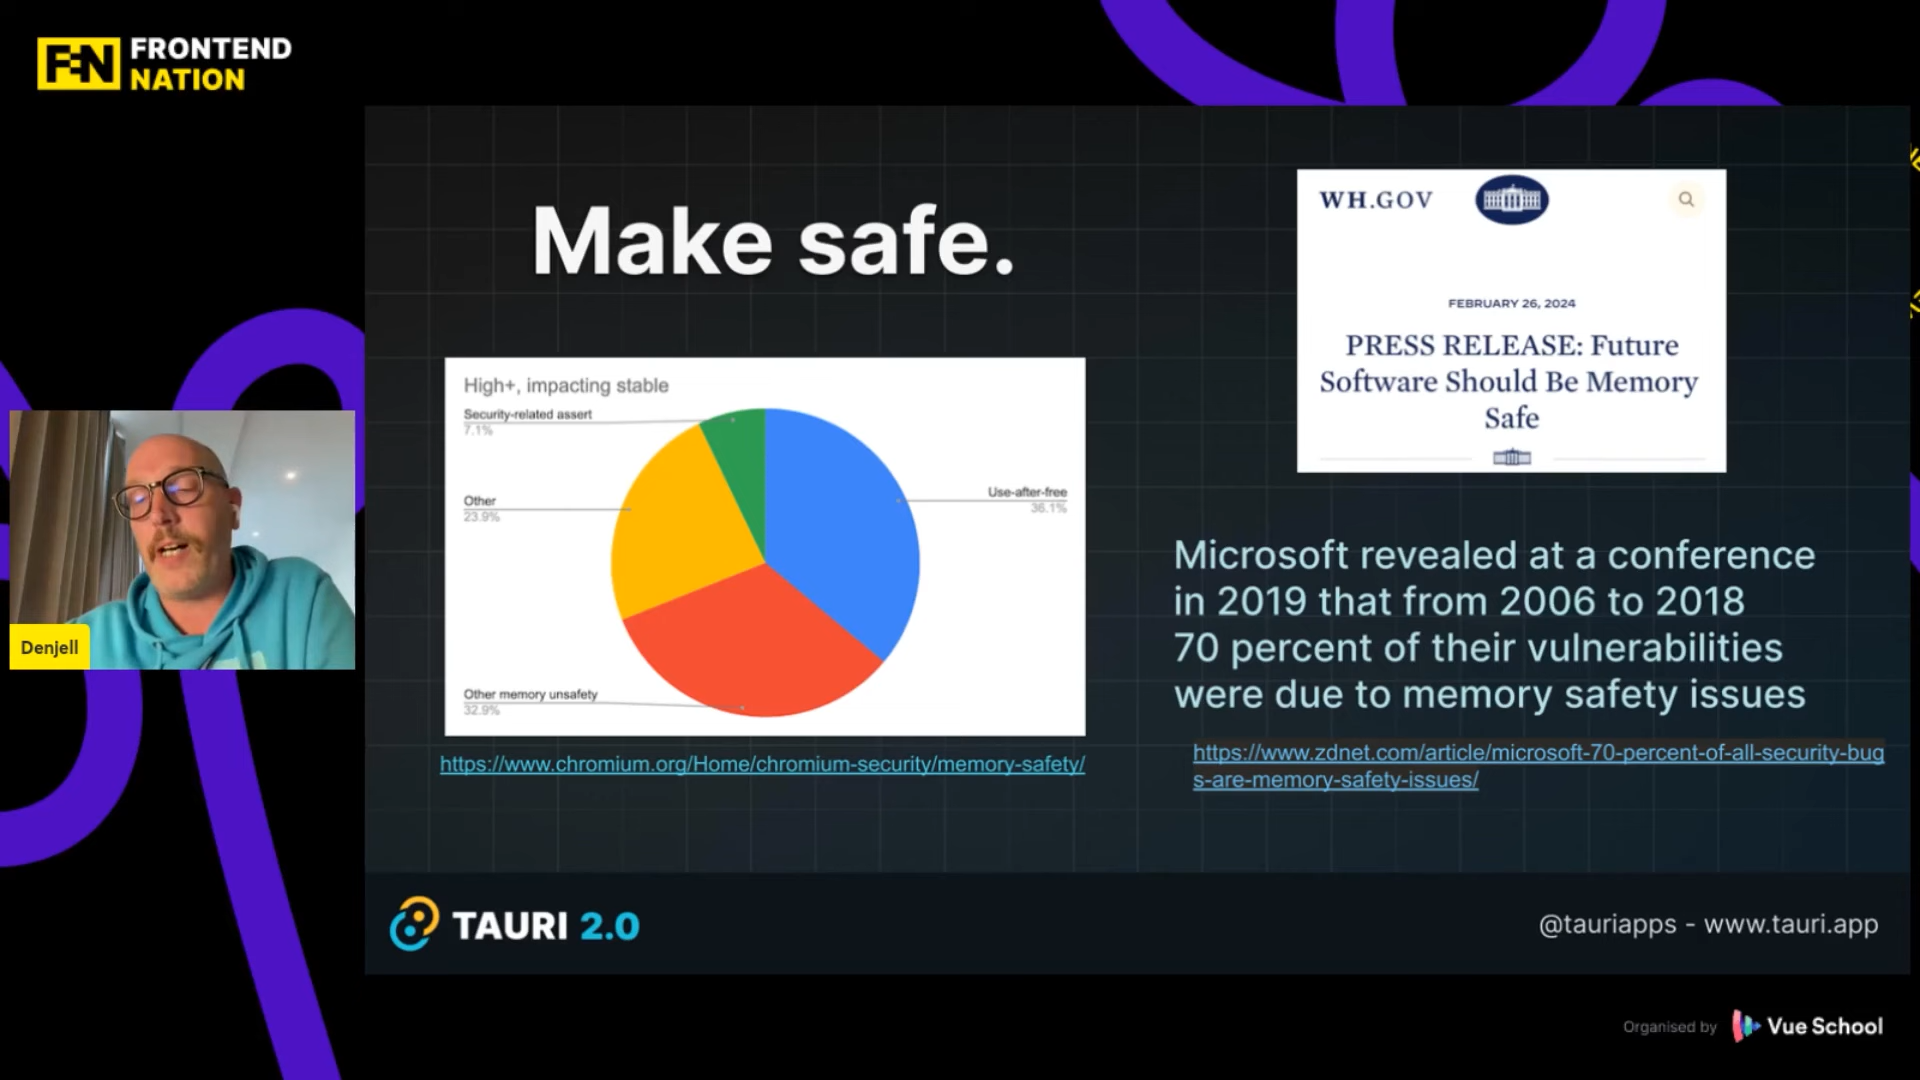 FEN FRONTEND
NATION
Make safe.
WH.GOV
FEBRUARY 26, 2024
PRESS RELEASE: Future
Software Should Be Memory
Safe
High+, impacting stable
Security-related assert
7.1%
Other
23.9%
Use-after-free
36.1%
Other memory unsafety
32.9%
https://www.chromium.org/Home/chromium-security/memory-safety/
Microsoft revealed at a conference
in 2019 that from 2006 to 2018
70 percent of their vulnerabilities
were due to memory safety issues
https://www.zdnet.com/article/microsoft-70-percent-of-all-security-bug
s-are-memory-safety-issues/
Denjell
TAURI 2.0
@tauriapps - www.tauri.app
Organised by Vue School